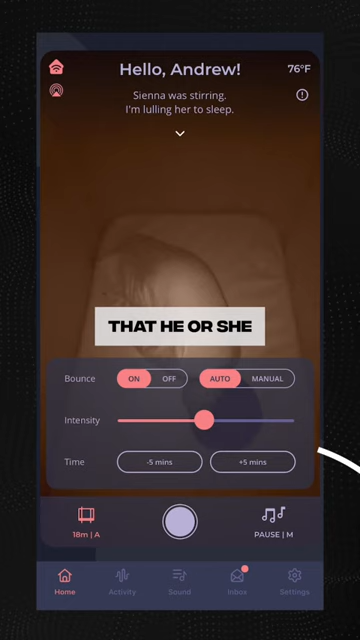 Hello, Andrew!
76°F
Sienna was stirring.
I'm lulling her to sleep.
THAT HE OR SHE
Bounce
ON
OFF
AUTO
MANUAL
Intensity
Time
-5 mins
+5 mins
18m | A
PAUSE | M
Home
Activity
Sound
Inbox
Settings